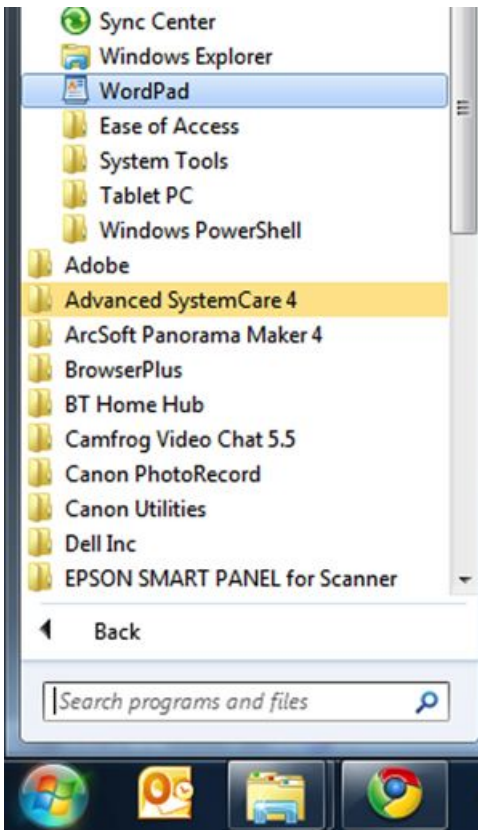 Sync Center
Windows Explorer
WordPad
Ease of Access
System Tools
Tablet PC
Windows PowerShell
Adobe
Advanced SystemCare 4
ArcSoft Panorama Maker 4
BrowserPlus
BT Home Hub
Camfrog Video Chat 5.5
Canon PhotoRecord
Canon Utilities
Dell Inc
EPSON SMART PANEL for Scanner
Back
Search programs and files